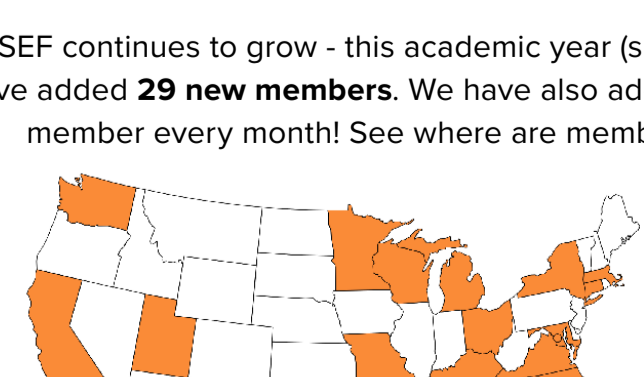 SEF continues to grow - this academic year (s
ve added 29 new members. We have also ad
member every month! See where are memb